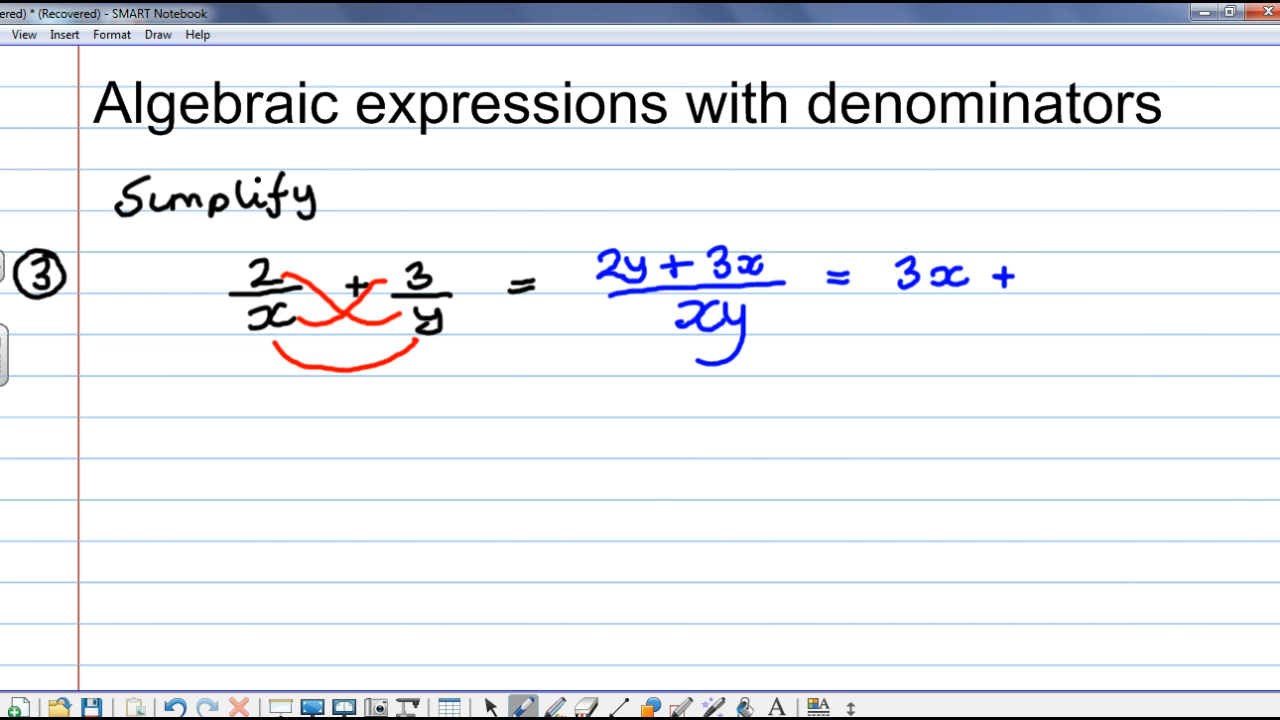 ered) * (Recovered) - SMART Notebook
View Insert Format Draw Help
Algebraic expressions with denominators
Simplify
③ 2/x + 3/y = (2y + 3x)/(xy) = 3x +
A